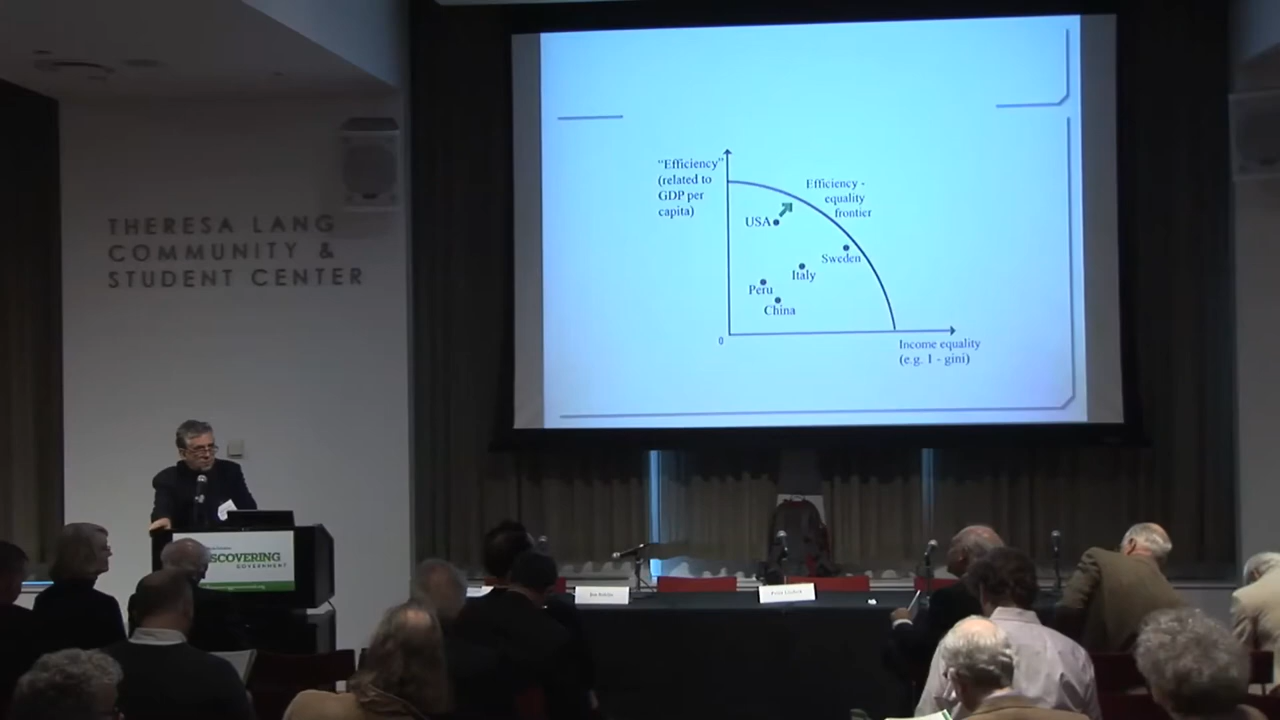 THERESA LANG
COMMUNITY &
STUDENT CENTER
"Efficiency"
(related to
GDP per
capita)
Efficiency -
equality
frontier
USA
Sweden
Italy
Peru
China
0
Income equality
(e.g. 1 - gini)
SCOVERING
GOVERNMENT